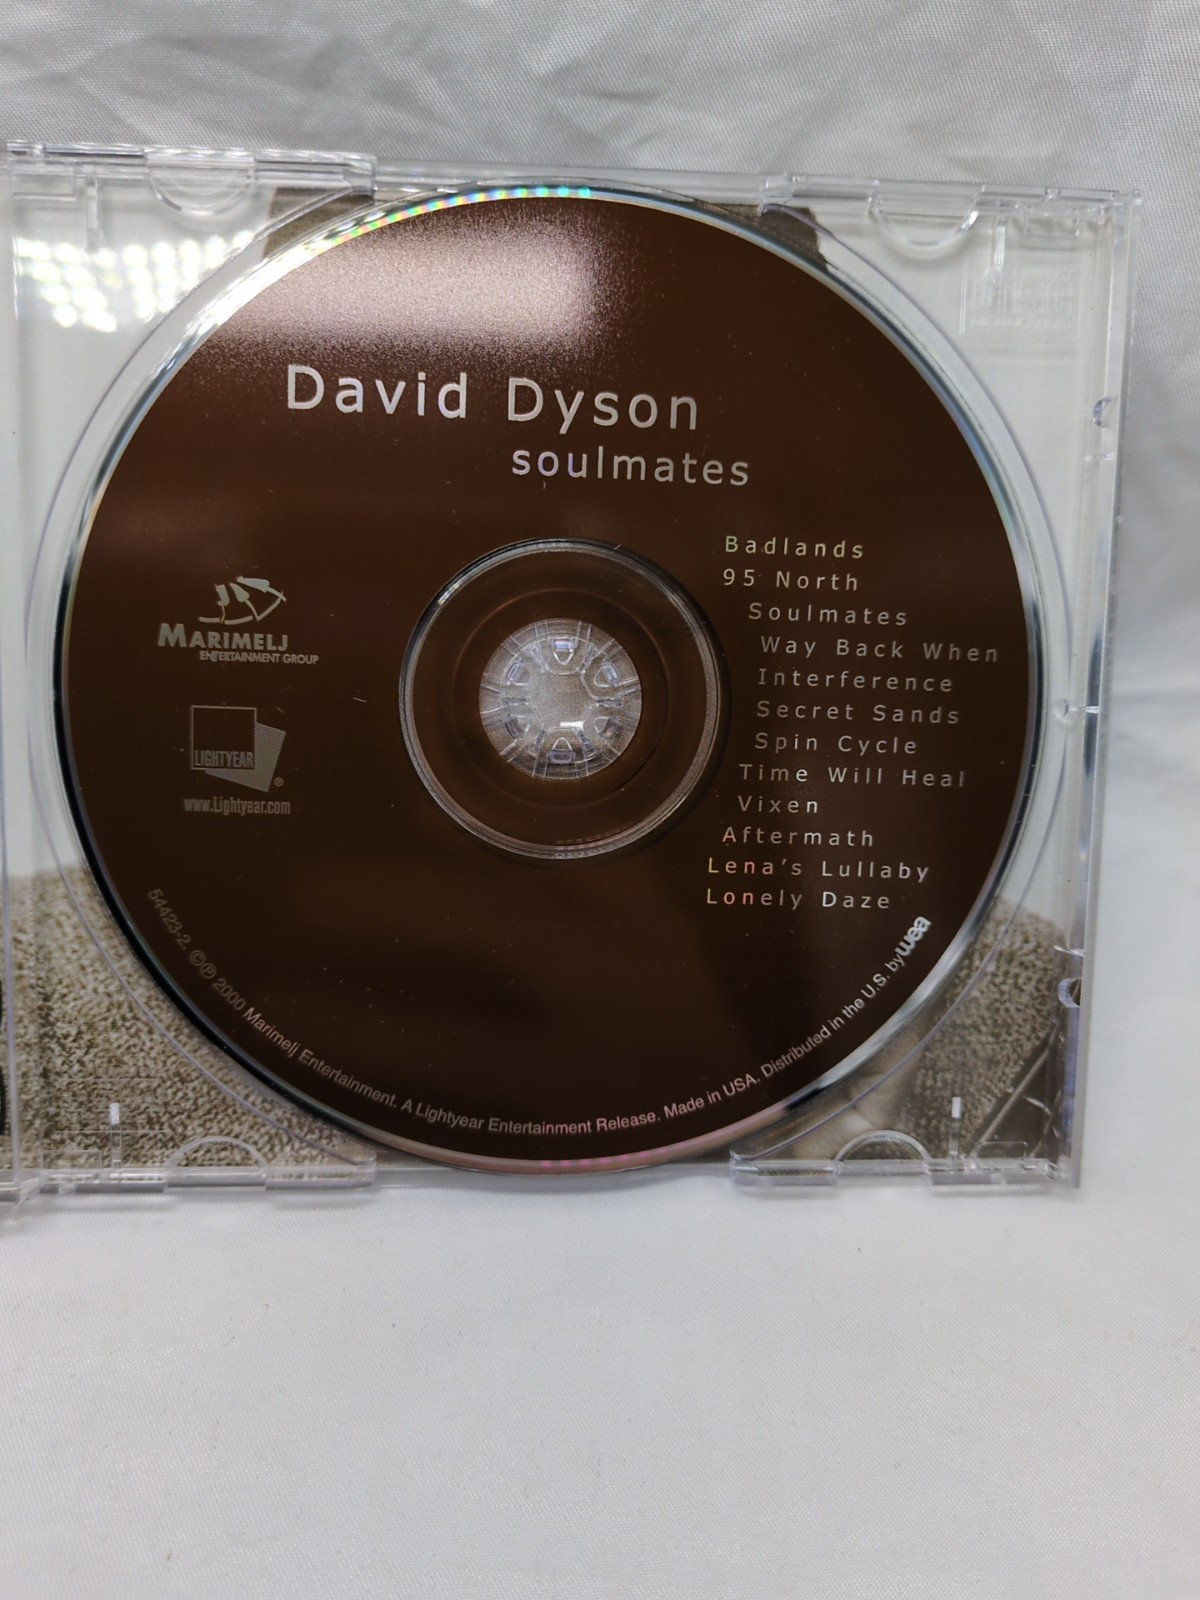 David Dyson
soulmates
Badlands
95 North
Soulmates
Way Back When
Interference
Secret Sands
Spin Cycle
Time Will Heal
Vixen
Aftermath
Lena's Lullaby
Lonely Daze
MARIMELJ
ENTERTAINMENT GROUP
LIGHTYEAR
®
www.Lightyear.com
54423-2. ©℗ 2000 Marimelj Entertainment. A Lightyear Entertainment Release. Made in USA. Distributed in the U.S. by wea